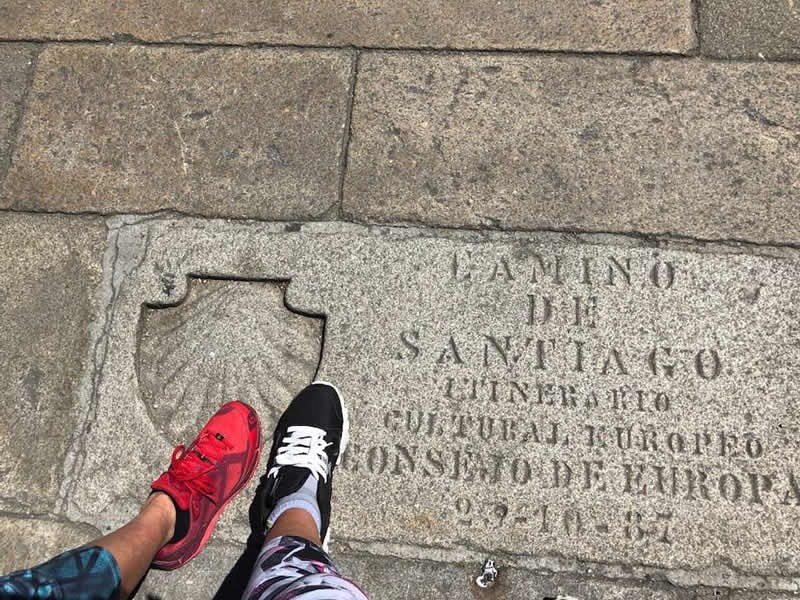 CAMINO
DE
SANTIAGO
ITINERARIO
CULTURAL EUROPEO
CONSEJO DE EUROPA
23-10-87